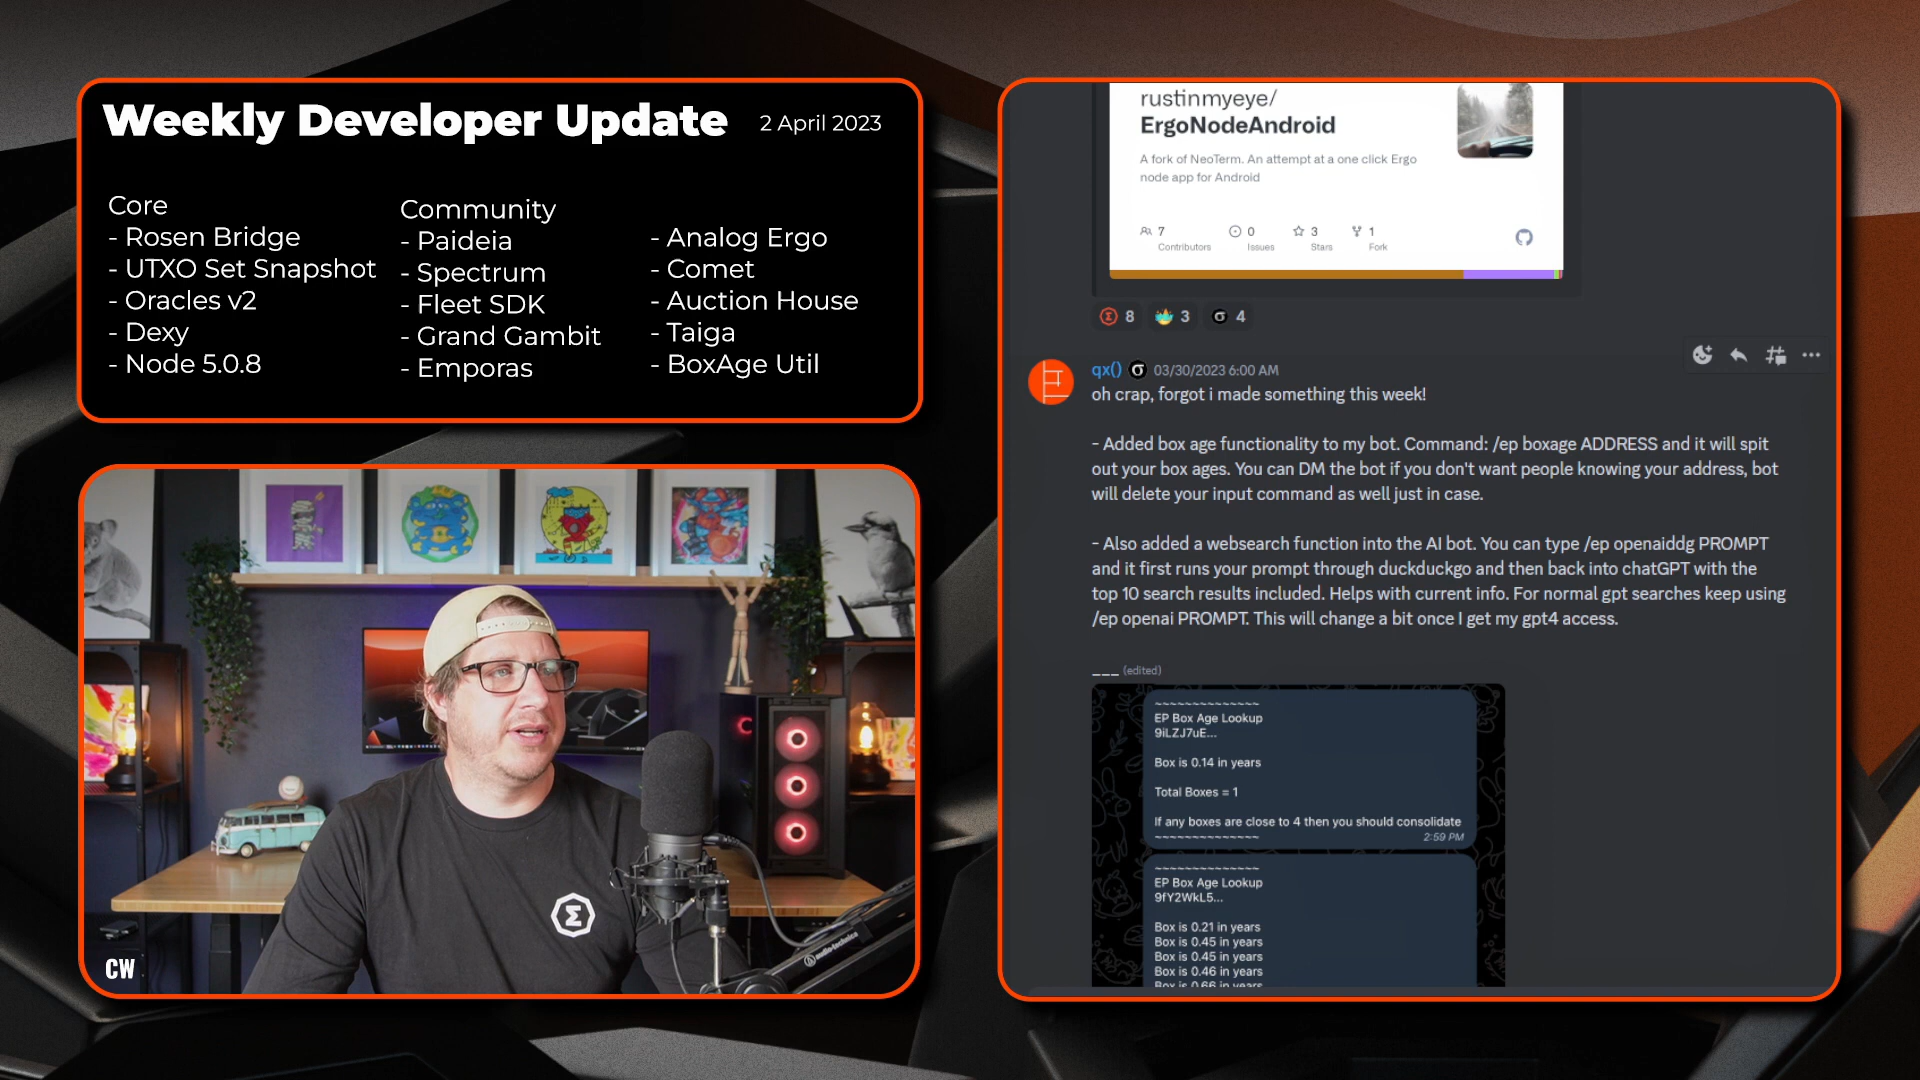 Weekly Developer Update
2 April 2023
Core
- Rosen Bridge
- UTXO Set Snapshot
- Oracles v2
- Dexy
- Node 5.0.8
Community
- Paideia
- Spectrum
- Fleet SDK
- Grand Gambit
- Emporas
- Analog Ergo
- Comet
- Auction House
- Taiga
- BoxAge Util
audio-technica
CW
rustinmyeye/
ErgoNodeAndroid
A fork of NeoTerm. An attempt at a one click Ergo
node app for Android
7
Contributors
0
Issues
3
Stars
1
Fork
8
3
4
qx() 03/30/2023 6:00 AM
oh crap, forgot i made something this week!
- Added box age functionality to my bot. Command: /ep boxage ADDRESS and it will spit
out your box ages. You can DM the bot if you don't want people knowing your address, bot
will delete your input command as well just in case.
- Also added a websearch function into the AI bot. You can type /ep openaiddg PROMPT
and it first runs your prompt through duckduckgo and then back into chatGPT with the
top 10 search results included. Helps with current info. For normal gpt searches keep using
/ep openai PROMPT. This will change a bit once I get my gpt4 access.
___ (edited)
~~~~~~~~~~~~~~
EP Box Age Lookup
9iLZJ7uE...
Box is 0.14 in years
Total Boxes = 1
If any boxes are close to 4 then you should consolidate
~~~~~~~~~~~~~~
2:59 PM
~~~~~~~~~~~~~~
EP Box Age Lookup
9fY2WkL5...
Box is 0.21 in years
Box is 0.45 in years
Box is 0.45 in years
Box is 0.46 in years
Box is 0.66 in years